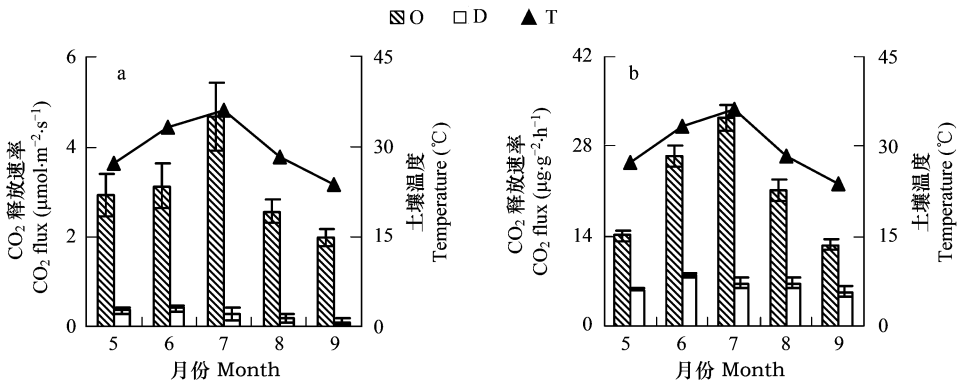 O D T
a
6
4
2
0
CO₂ 释放速率
CO₂ flux (μmol·m⁻²·s⁻¹)
45
30
15
0
土壤温度
Temperature (℃)
5 6 7 8 9
月份 Month
b
42
28
14
0
CO₂ 释放速率
CO₂ flux (μg·g⁻²·h⁻¹)
45
30
15
0
土壤温度
Temperature (℃)
5 6 7 8 9
月份 Month